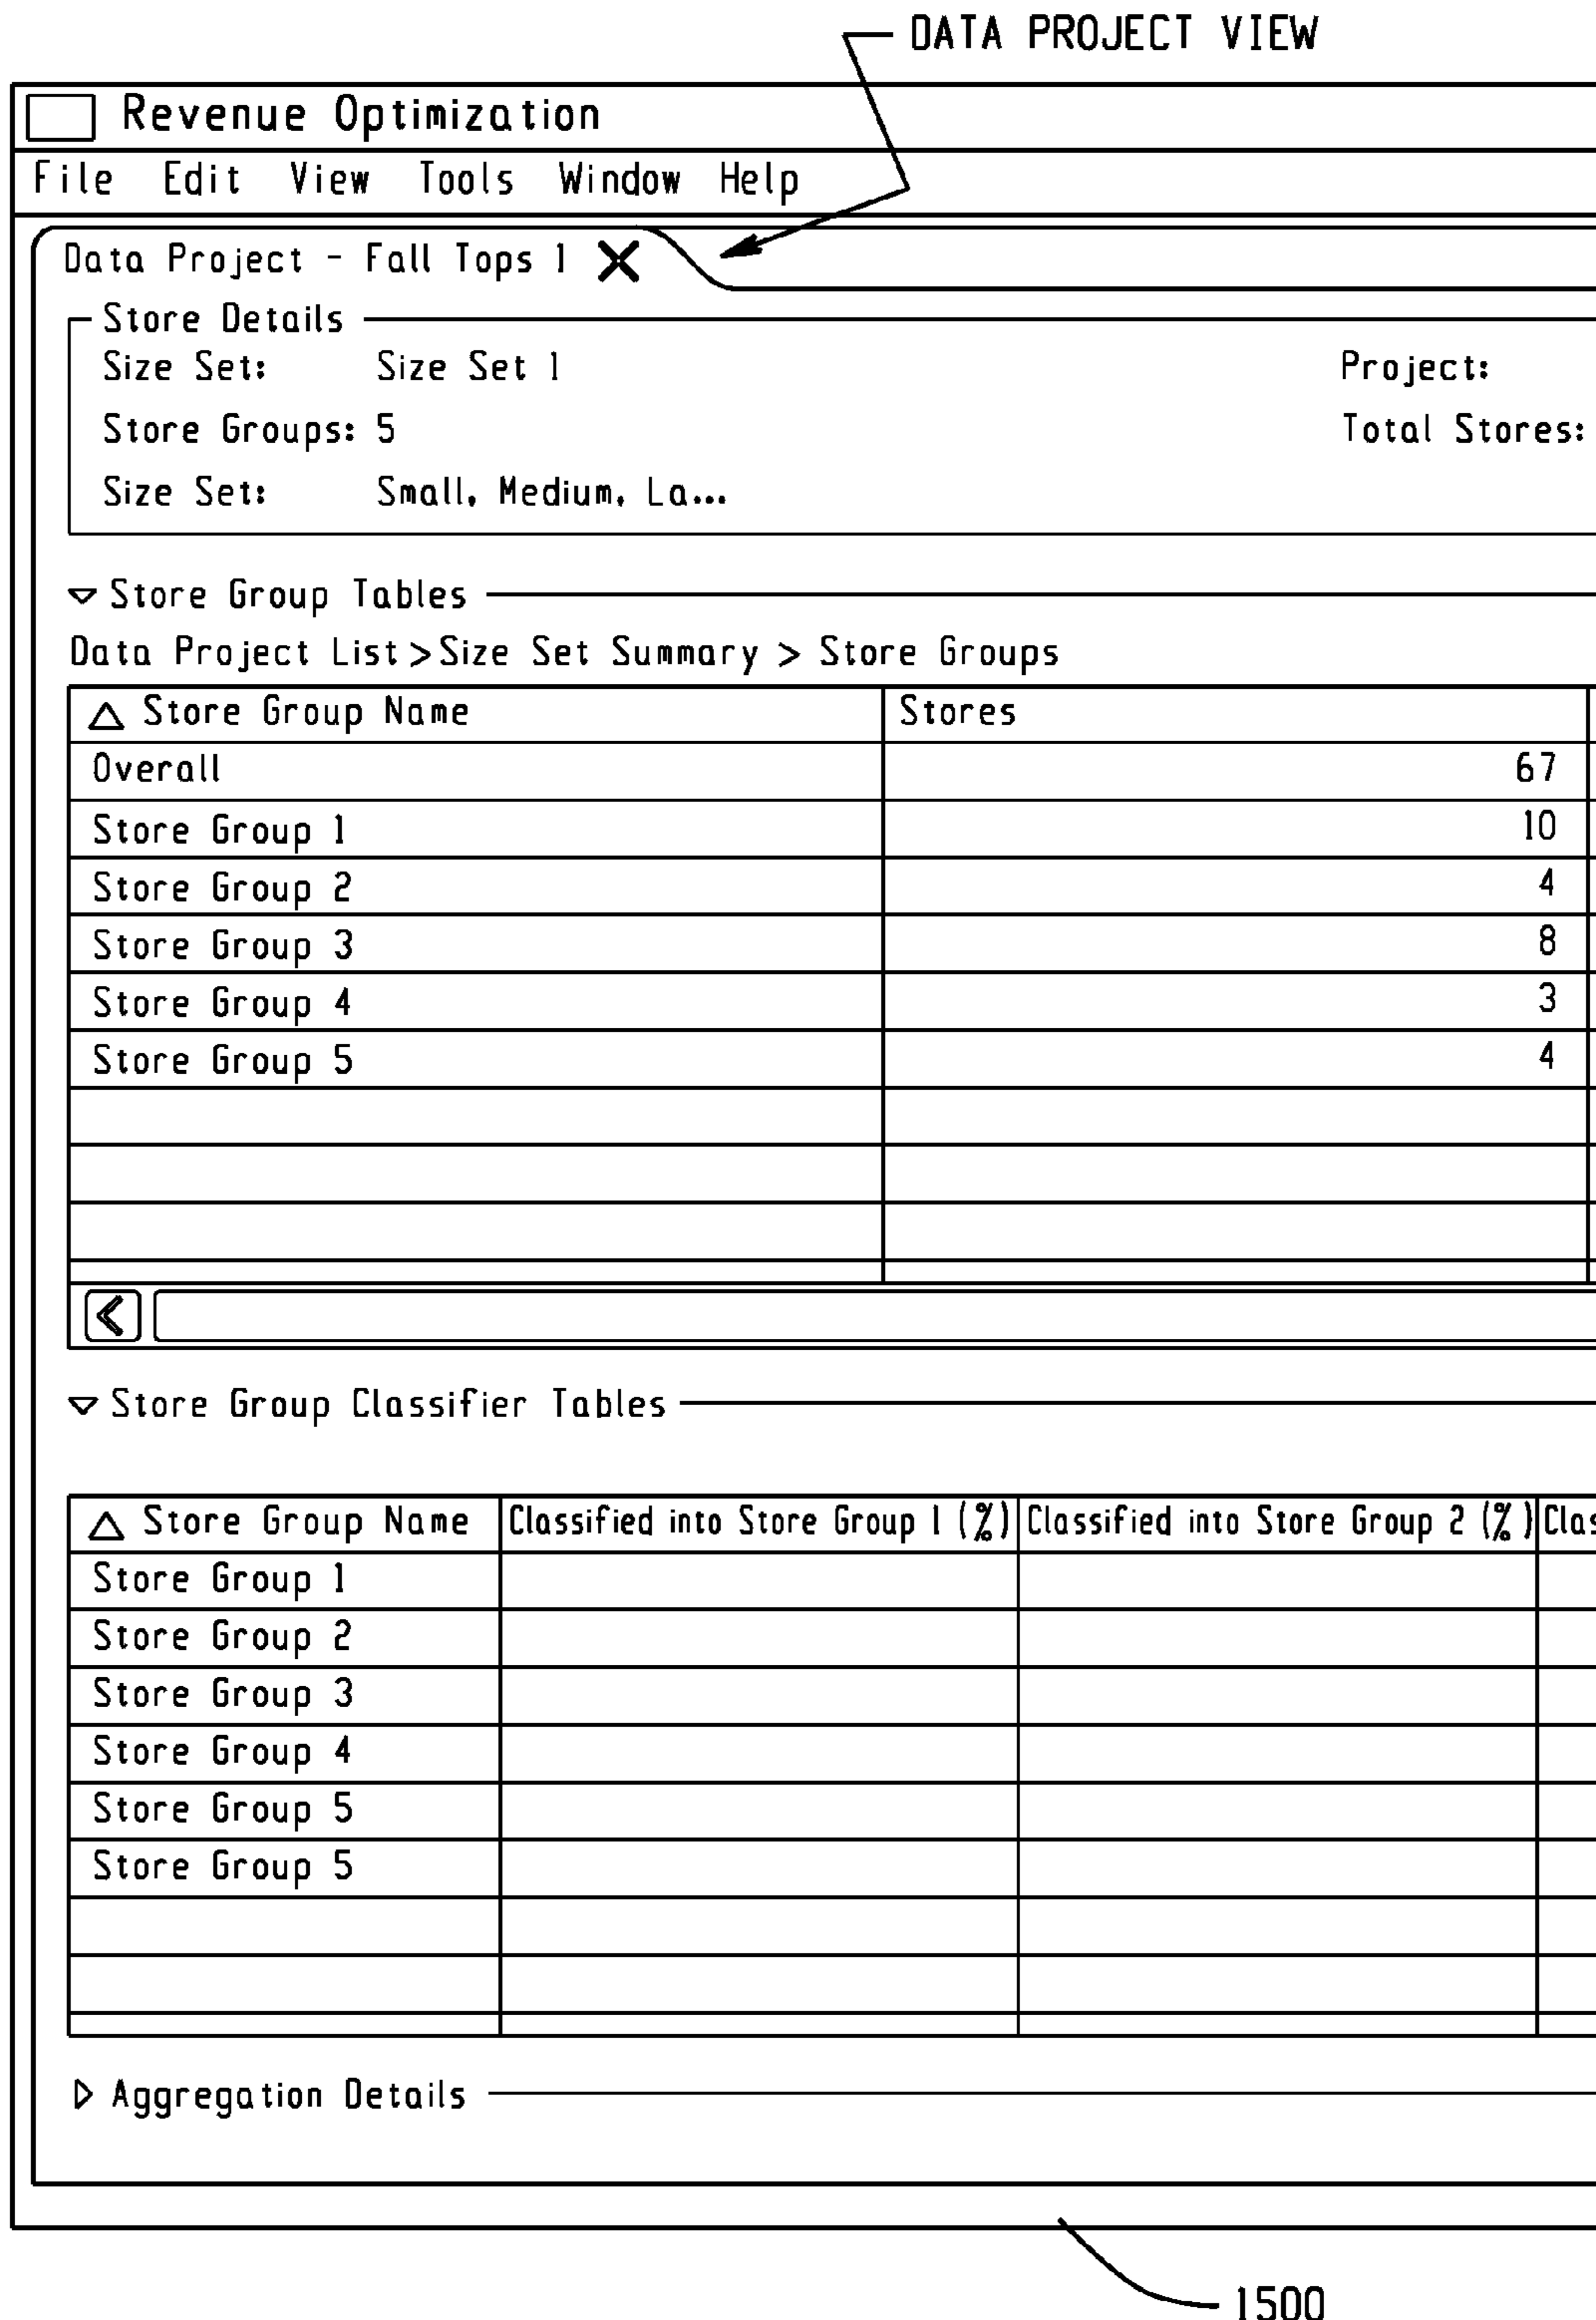 DATA PROJECT VIEW
Revenue Optimization
File Edit View Tools Window Help
Data Project - Fall Tops 1
Store Details
Size Set: Size Set 1 Project:
Store Groups: 5 Total Stores:
Size Set: Small, Medium, La...
Store Group Tables
Data Project List>Size Set Summary > Store Groups
Store Group Name Stores
Overall 67
Store Group 1 10
Store Group 2 4
Store Group 3 8
Store Group 4 3
Store Group 5 4
Store Group Classifier Tables
Store Group Name Classified into Store Group 1 (%) Classified into Store Group 2 (%)
Store Group 1
Store Group 2
Store Group 3
Store Group 4
Store Group 5
Store Group 5
Aggregation Details
1500